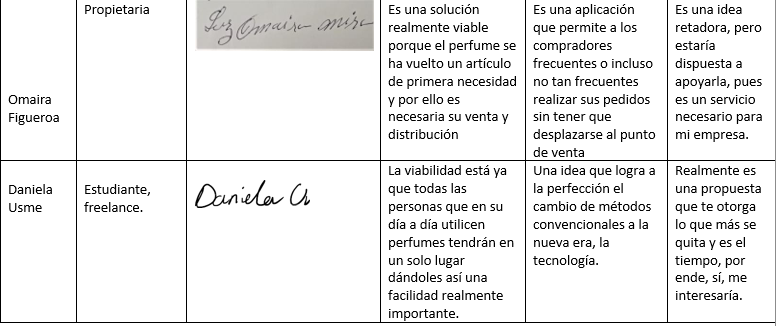 Omaira
Figueroa
Propietaria
Luz Omaira
Es una solución
realmente viable
porque el perfume se
ha vuelto un artículo
de primera necesidad
y por ello es
necesaria su venta y
distribución
Es una aplicación
que permite a los
compradores
frecuentes o incluso
no tan frecuentes
realizar sus pedidos
sin tener que
desplazarse al punto
de venta
Es una idea
retadora, pero
estaría
dispuesta a
apoyarla, pues
es un servicio
necesario para
mi empresa.
Daniela
Usme
Estudiante,
freelance.
Daniela U
La viabilidad está ya
que todas las
personas que en su
día a día utilicen
perfumes tendrán en
un solo lugar
dándoles así una
facilidad realmente
importante.
Una idea que logra a
la perfección el
cambio de métodos
convencionales a la
nueva era, la
tecnología.
Realmente es
una propuesta
que te otorga
lo que más se
quita y es el
tiempo, por
ende, sí, me
interesaría.